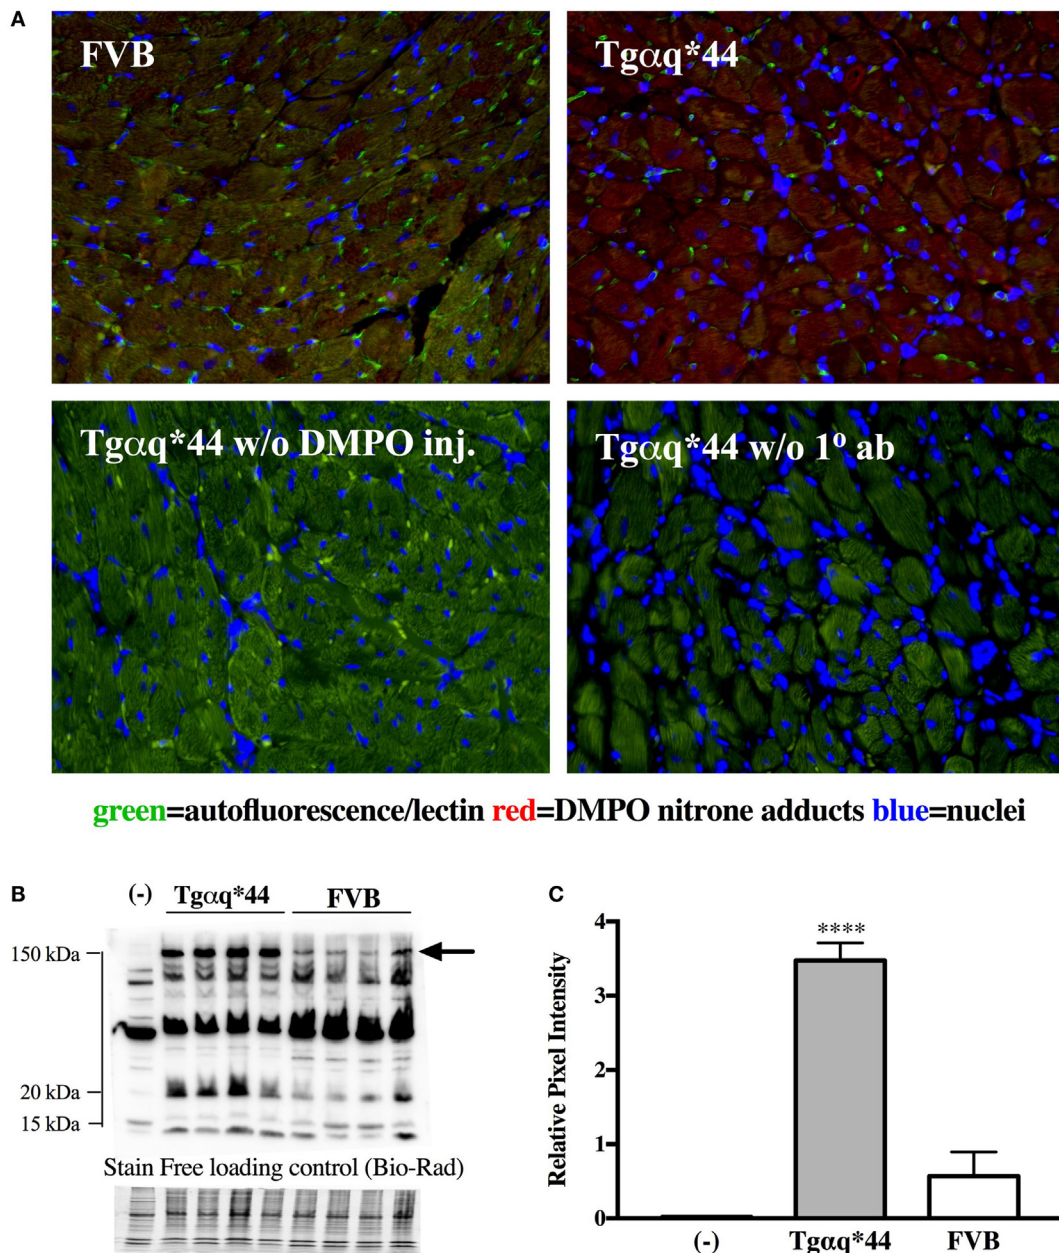 A
FVB
Tgαq*44
Tgαq*44 w/o DMPO inj.
Tgαq*44 w/o 1º ab
green=autofluorescence/lectin red=DMPO nitrone adducts blue=nuclei
B
(-)
Tgαq*44
FVB
150 kDa
20 kDa
15 kDa
Stain Free loading control (Bio-Rad)
C
Relative Pixel Intensity
4
3
2
1
0
****
(-)
Tgαq*44
FVB